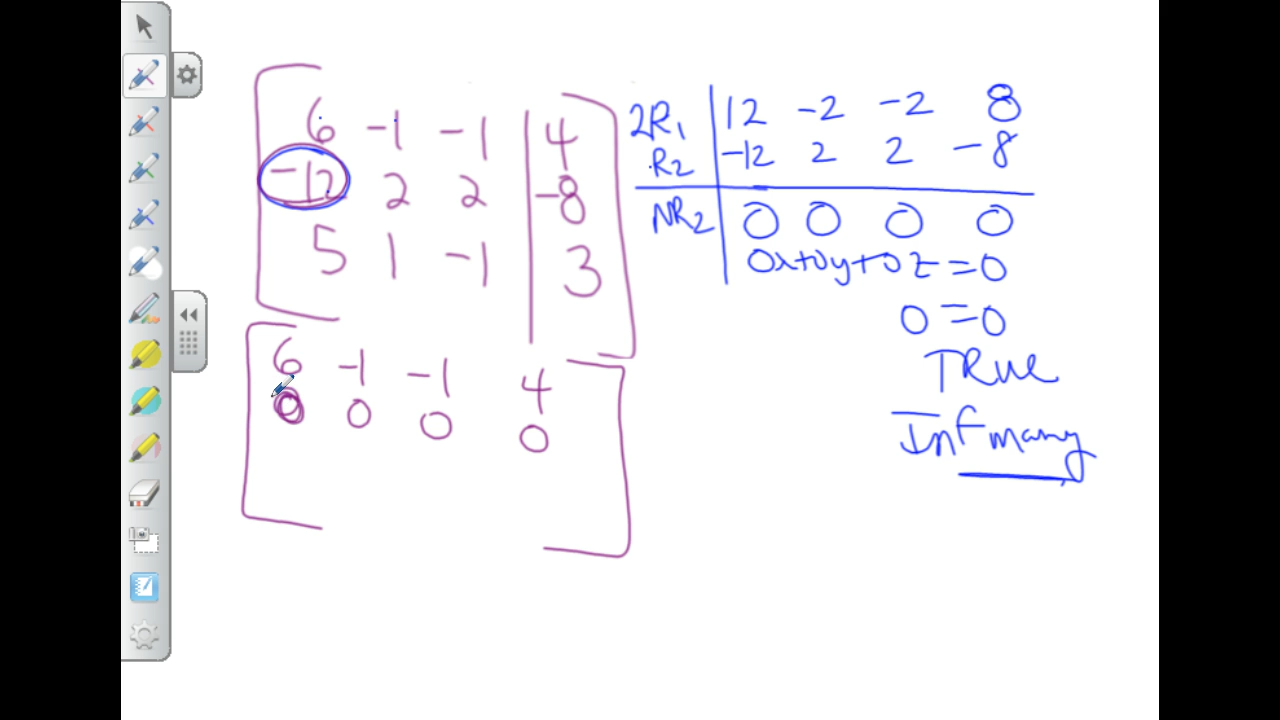 6 -1 -1 | 4
-12 2 2 | -8
5 1 -1 | 3
2R1 | 12 -2 -2 8
R2 | -12 2 2 -8
NR2 | 0 0 0 0
0x+0y+0z=0
0=0
TRue
Inf many
6 -1 -1 4
0 0 0 0